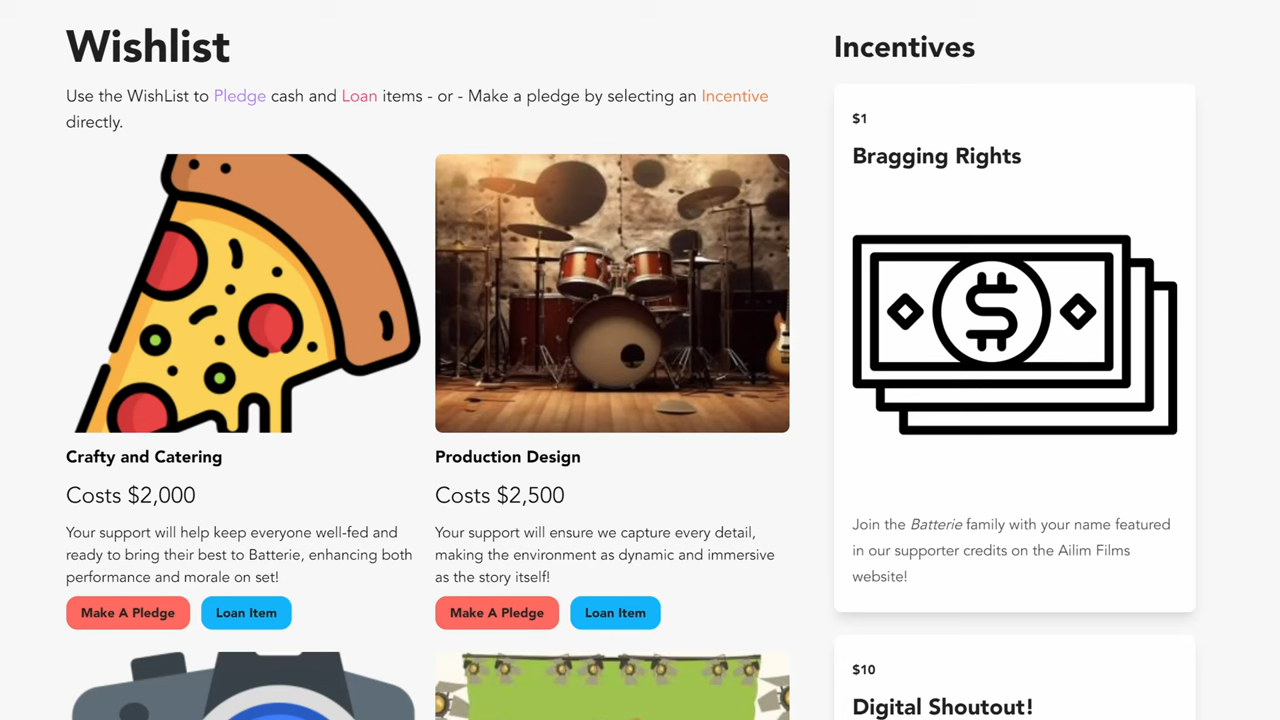 Wishlist
Use the WishList to Pledge cash and Loan items - or - Make a pledge by selecting an Incentive
directly.
Crafty and Catering
Costs $2,000
Your support will help keep everyone well-fed and
ready to bring their best to Batterie, enhancing both
performance and morale on set!
Make A Pledge
Loan Item
Production Design
Costs $2,500
Your support will ensure we capture every detail,
making the environment as dynamic and immersive
as the story itself!
Make A Pledge
Loan Item
Incentives
$1
Bragging Rights
$
Join the Batterie family with your name featured
in our supporter credits on the Ailim Films
website!
$10
Digital Shoutout!